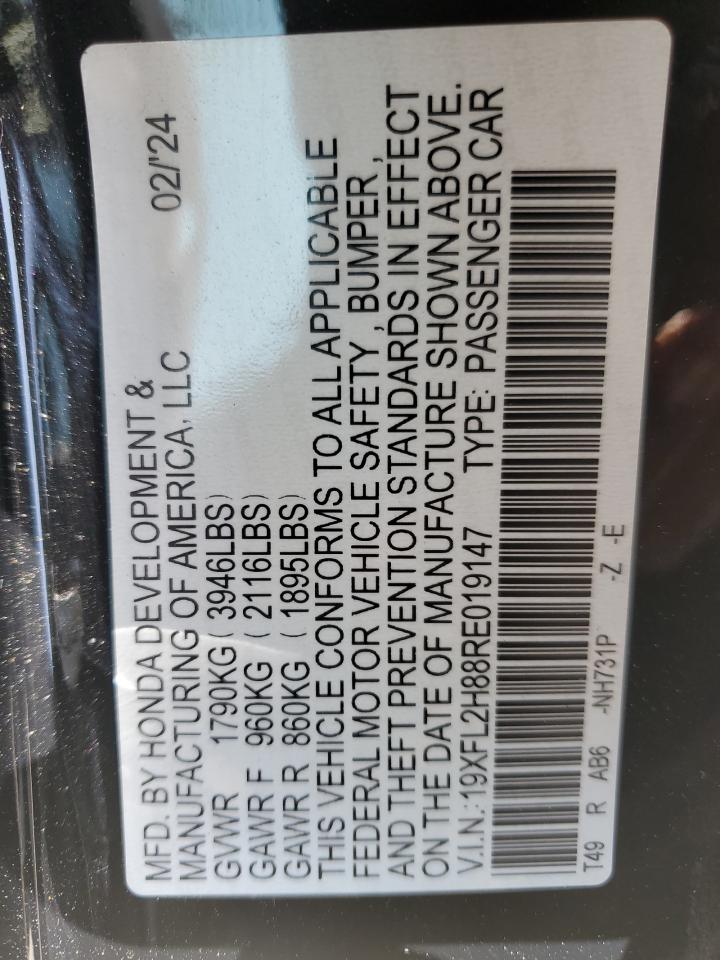 MFD. BY HONDA DEVELOPMENT &
MANUFACTURING OF AMERICA, LLC 02/'24
GVWR 1790KG ( 3946LBS)
GAWR F 960KG ( 2116LBS)
GAWR R 860KG ( 1895LBS)
THIS VEHICLE CONFORMS TO ALL APPLICABLE
FEDERAL MOTOR VEHICLE SAFETY , BUMPER ,
AND THEFT PREVENTION STANDARDS IN EFFECT
ON THE DATE OF MANUFACTURE SHOWN ABOVE.
V.I.N.:19XFL2H88RE019147 TYPE: PASSENGER CAR
T49 R AB6 -NH731P -Z -E